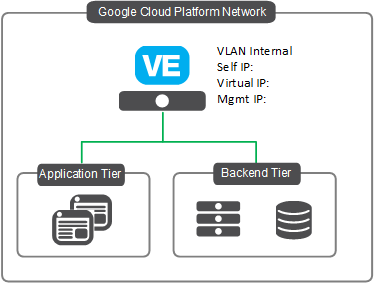 Google Cloud Platform Network
VE
VLAN Internal
Self IP:
Virtual IP:
Mgmt IP:
Application Tier
Backend Tier